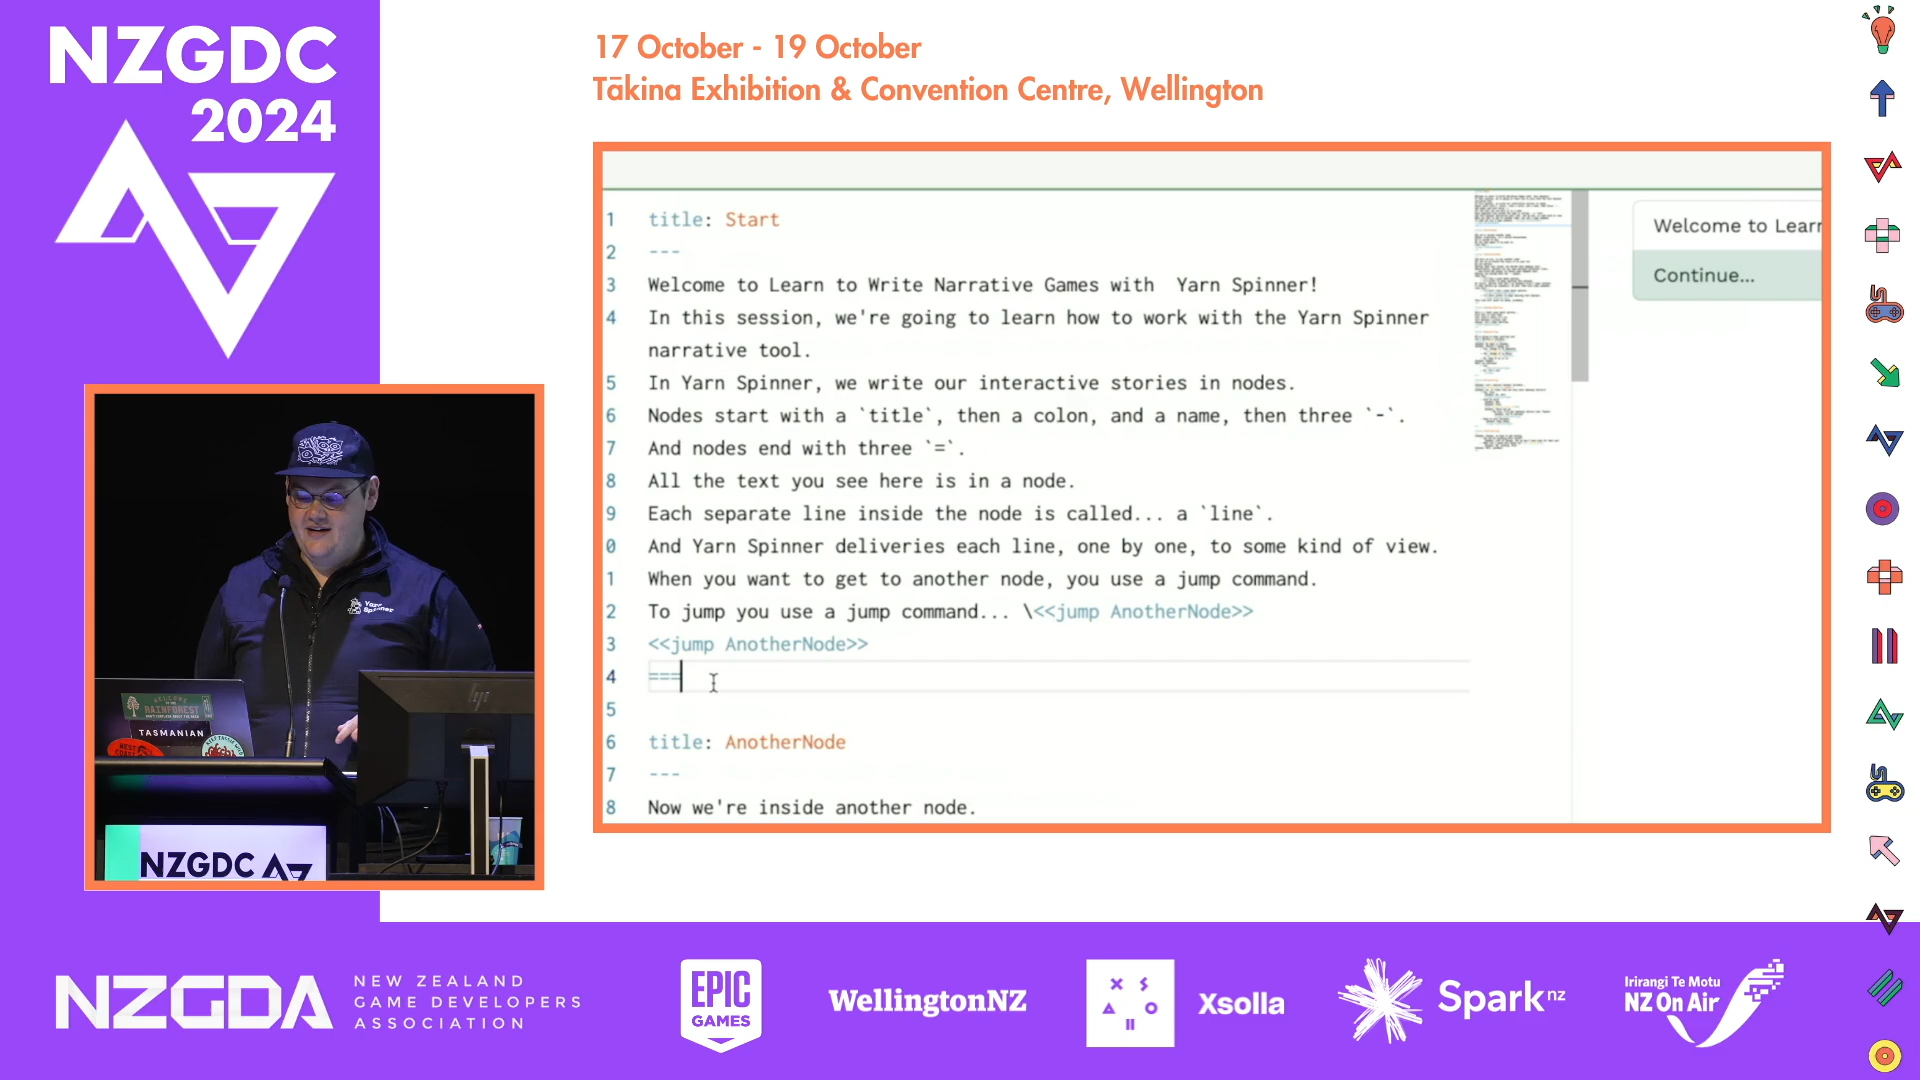 NZGDC
2024
17 October - 19 October
Tākina Exhibition & Convention Centre, Wellington
1 title: Start
2 ---
3 Welcome to Learn to Write Narrative Games with  Yarn Spinner!
4 In this session, we're going to learn how to work with the Yarn Spinner
narrative tool.
5 In Yarn Spinner, we write our interactive stories in nodes.
6 Nodes start with a `title`, then a colon, and a name, then three `-`.
7 And nodes end with three `=`.
8 All the text you see here is in a node.
9 Each separate line inside the node is called... a `line`.
0 And Yarn Spinner deliveries each line, one by one, to some kind of view.
1 When you want to get to another node, you use a jump command.
2 To jump you use a jump command... \<<jump AnotherNode>>
3 <<jump AnotherNode>>
4 ===
5
6 title: AnotherNode
7 ---
8 Now we're inside another node.
Welcome to Lear
Continue...
Yarn
Spinner
hp
RAINFOREST
TASMANIAN
WEST
NZGDC
NZGDA
NEW ZEALAND
GAME DEVELOPERS
ASSOCIATION
EPIC
GAMES
WellingtonNZ
Xsolla
Spark nz
Irirangi Te Motu
NZ On Air